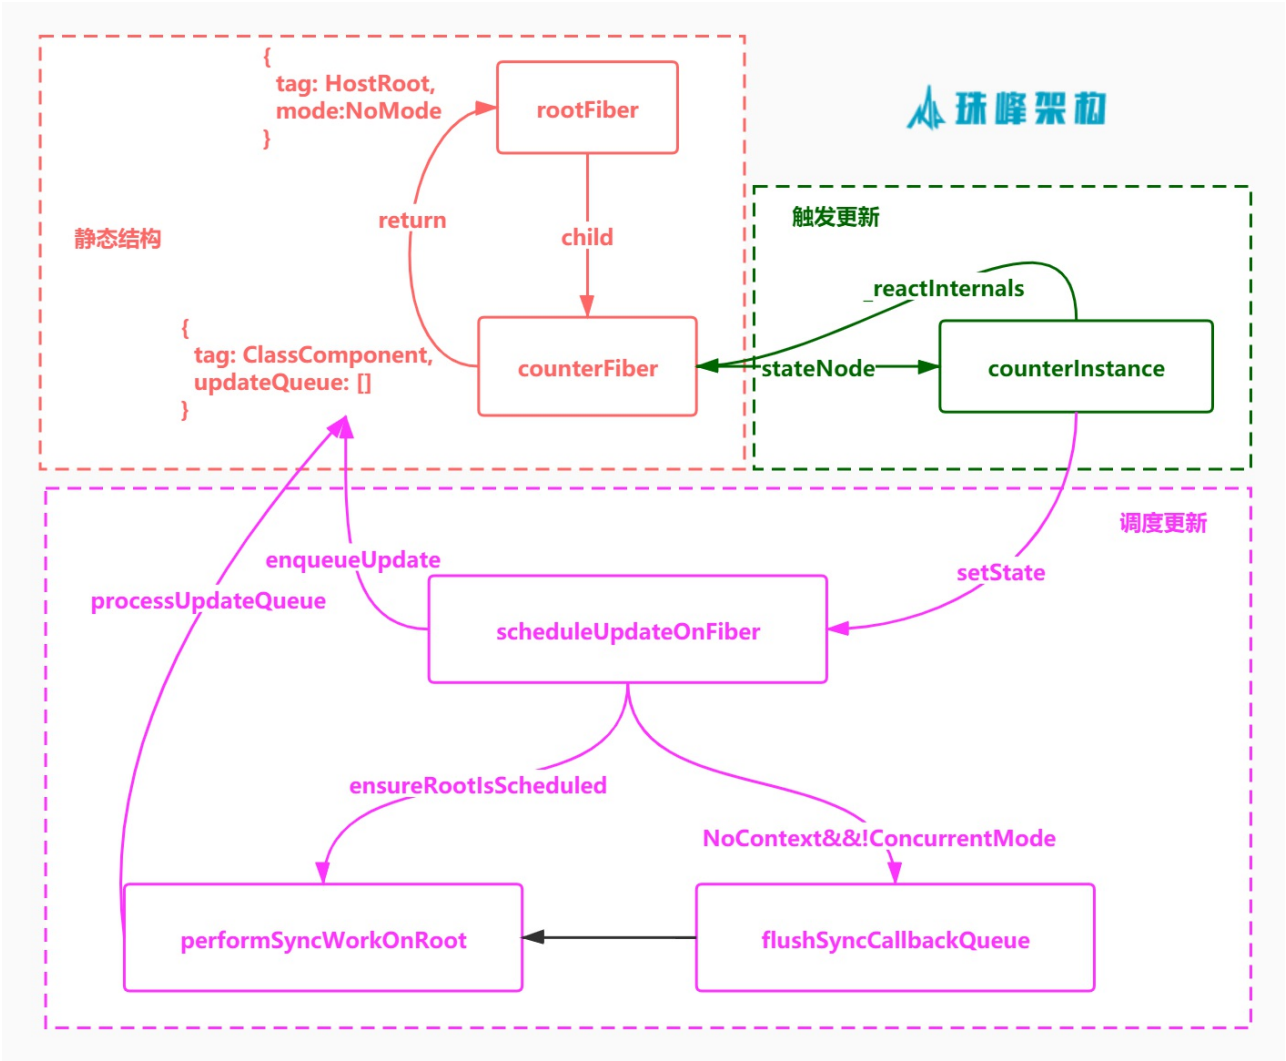 {
tag: HostRoot,
mode:NoMode
}
rootFiber
珠峰架构
触发更新
return
静态结构
child
_reactInternals
{
tag: ClassComponent,
updateQueue: []
}
counterFiber
stateNode
counterInstance
调度更新
enqueueUpdate
setState
processUpdateQueue
scheduleUpdateOnFiber
ensureRootIsScheduled
NoContext&&!ConcurrentMode
performSyncWorkOnRoot
flushSyncCallbackQueue